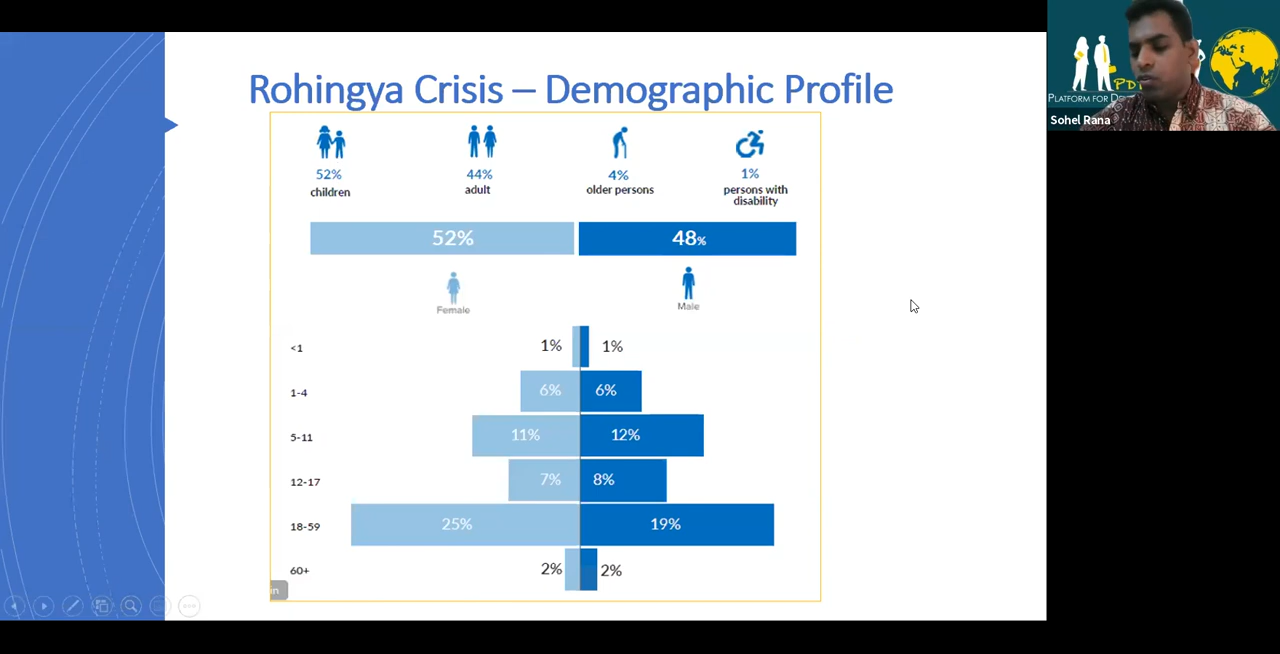 Rohingya Crisis – Demographic Profile
52%
children
44%
adult
4%
older persons
1%
persons with
disability
52%
48%
Female
Male
<1
1%
1%
1-4
6%
6%
5-11
11%
12%
12-17
7%
8%
18-59
25%
19%
60+
2%
2%
in
PLATFORM FOR
Sohel Rana